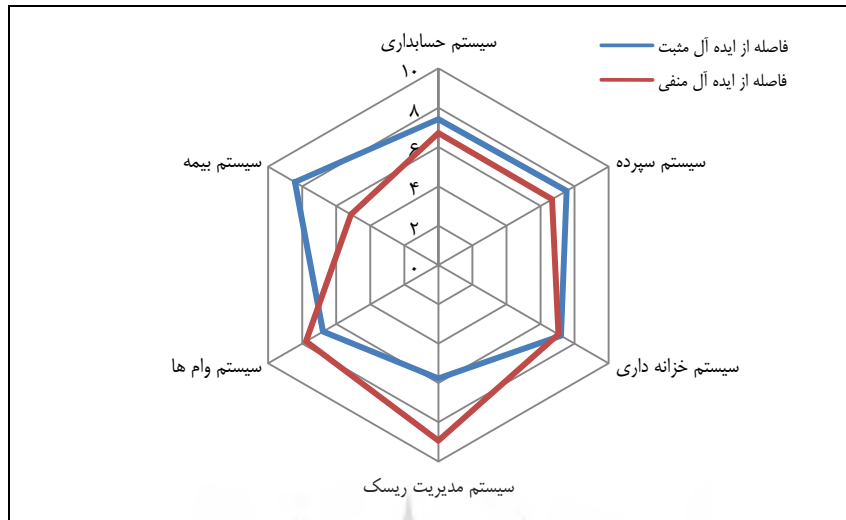 سیستم حسابداری
فاصله از ایده آل مثبت
فاصله از ایده آل منفی
۱۰
۸
۶
۴
۲
۰
سیستم سپرده
سیستم بیمه
سیستم خزانه داری
سیستم وام ها
سیستم مدیریت ریسک